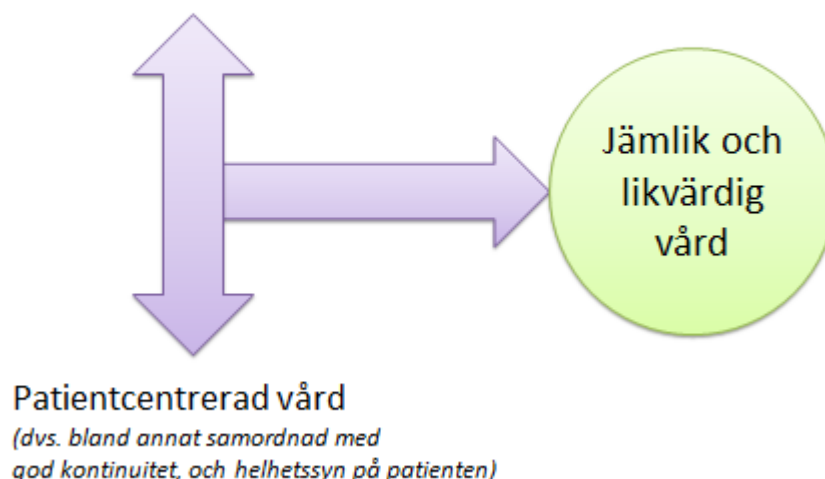 Jämlik och
likvärdig
vård
Patientcentrerad vård
(dvs. bland annat samordnad med
god kontinuitet, och helhetssyn på patienten)